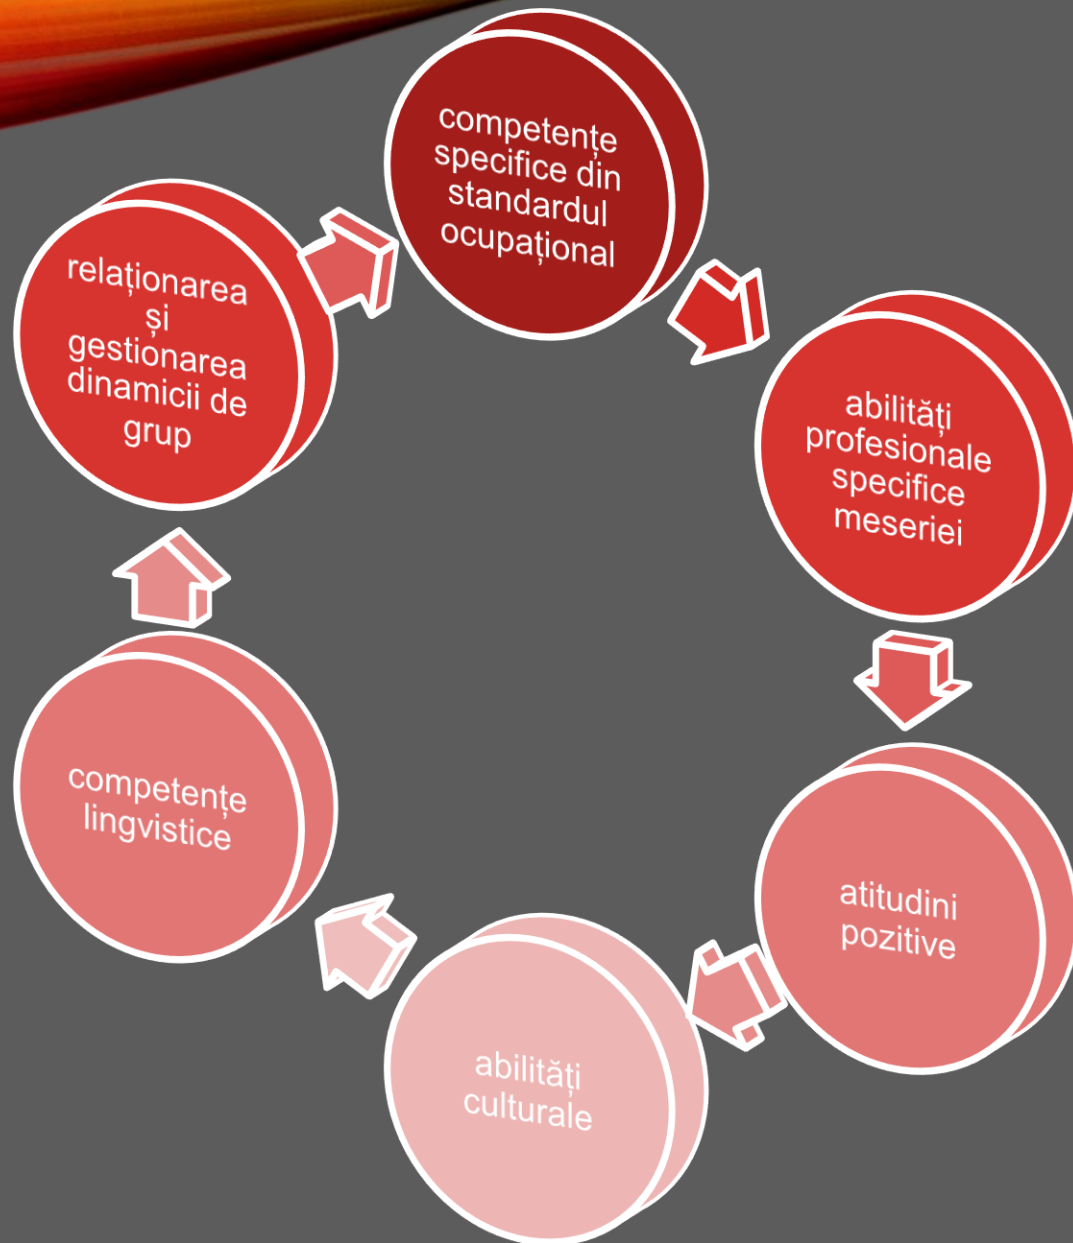 competențe
specifice din
standardul
ocupațional
abilități
profesionale
specifice
meseriei
atitudini
pozitive
abilități
culturale
competențe
lingvistice
relaționarea
și
gestionarea
dinamicii de
grup